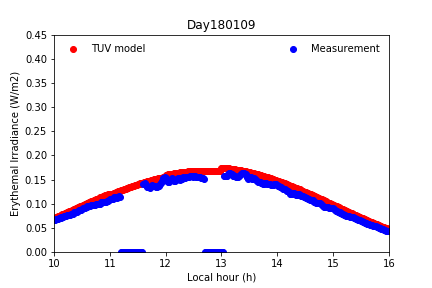 Day180109
TUV model
Measurement
0.45
0.40
0.35
0.30
0.25
0.20
0.15
0.10
0.05
0.00
Erythemal Irradiance (W/m2)
10 11 12 13 14 15 16
Local hour (h)